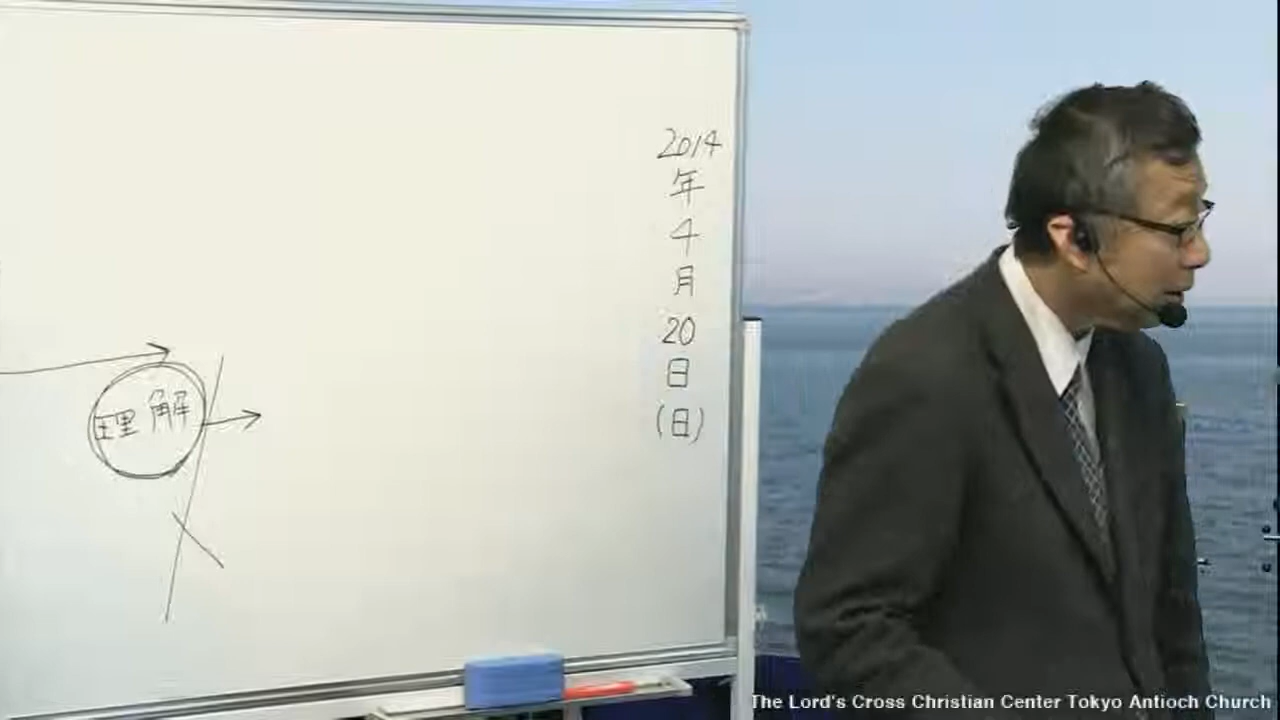 2014
年
4
月
20
日
(日)
理解
The Lord's Cross Christian Center Tokyo Antioch Church